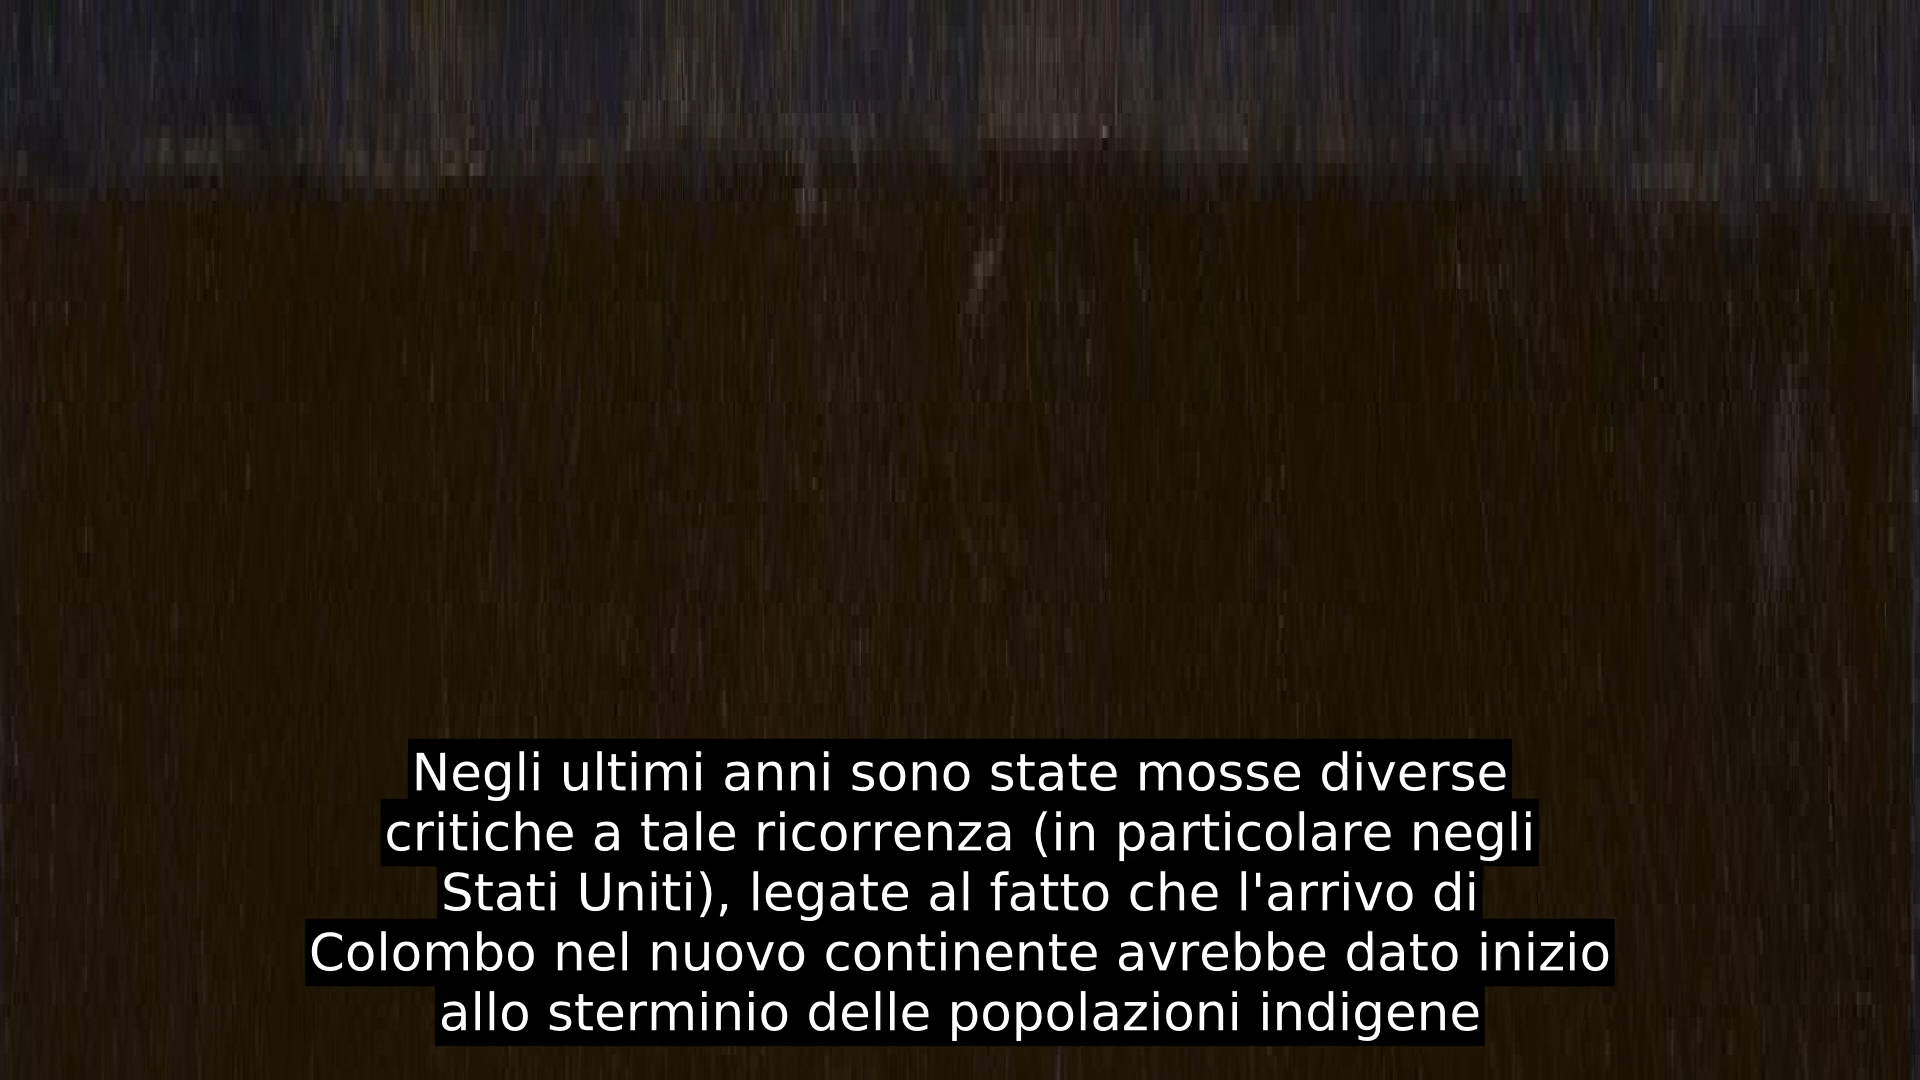 Negli ultimi anni sono state mosse diverse
critiche a tale ricorrenza (in particolare negli
Stati Uniti), legate al fatto che l'arrivo di
Colombo nel nuovo continente avrebbe dato inizio
allo sterminio delle popolazioni indigene